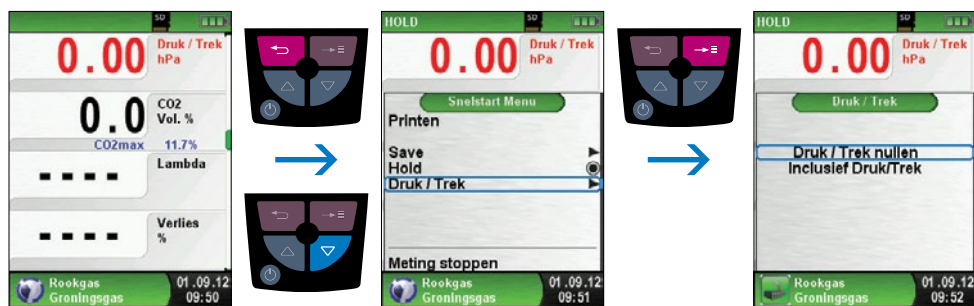 SD
0.00 Druk / Trek
hPa
0.0 CO2
Vol. %
CO2max 11.7%
---- Lambda
---- Verlies
%
Rookgas 01.09.12
Groningsgas 09:50
HOLD SD
0.00 Druk / Trek
hPa
Snelstart Menu
Printen
Save
Hold
Druk / Trek
Meting stoppen
Rookgas 01.09.12
Groningsgas 09:51
HOLD SD
0.00 Druk / Trek
hPa
Druk / Trek
Druk / Trek nullen
Inclusief Druk/Trek
Rookgas 01.09.12
Groningsgas 09:52